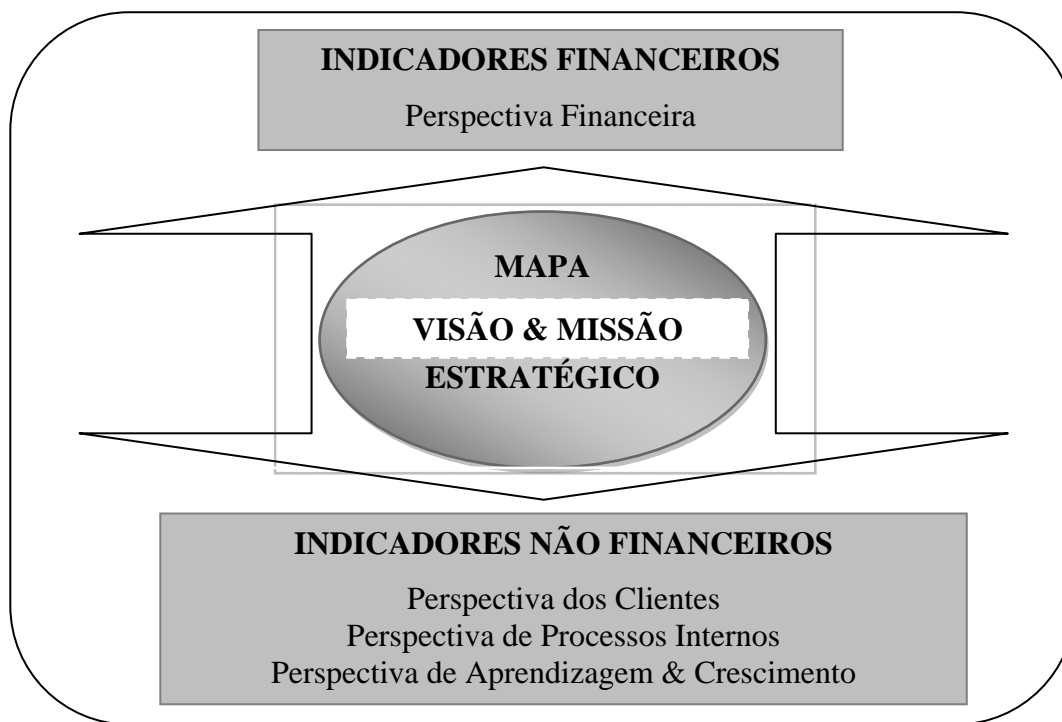 INDICADORES FINANCEIROS
Perspectiva Financeira
MAPA
VISÃO & MISSÃO
ESTRATÉGICO
INDICADORES NÃO FINANCEIROS
Perspectiva dos Clientes
Perspectiva de Processos Internos
Perspectiva de Aprendizagem & Crescimento